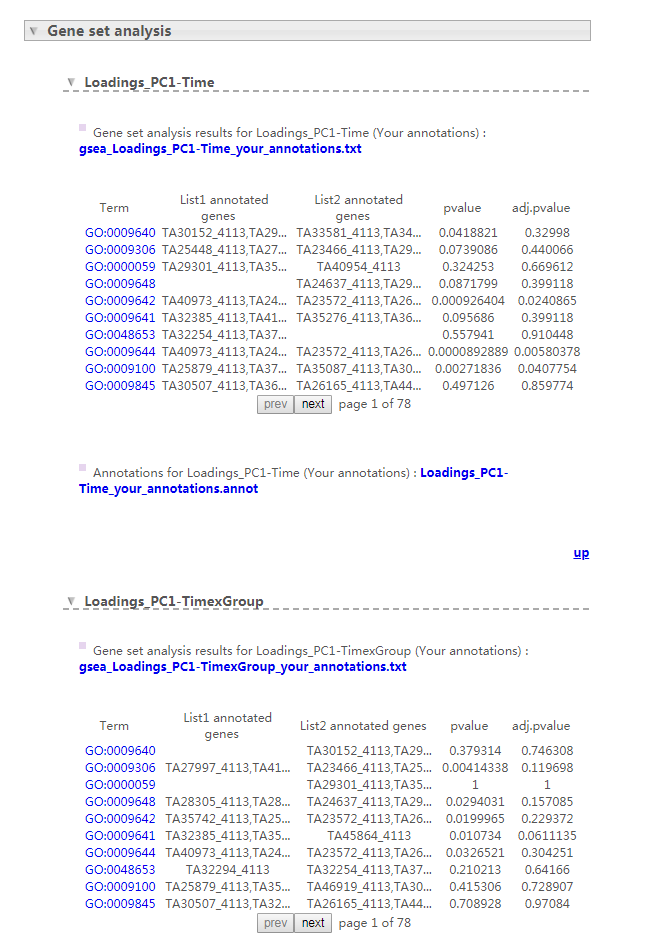 Gene set analysis
Loadings_PC1-Time
Gene set analysis results for Loadings_PC1-Time (Your annotations) :
gsea_Loadings_PC1-Time_your_annotations.txt
Term List1 annotated genes List2 annotated genes pvalue adj.pvalue
GO:0009640 TA30152_4113,TA29... TA33581_4113,TA34... 0.0418821 0.32998
GO:0009306 TA25448_4113,TA27... TA23466_4113,TA29... 0.0739086 0.440066
GO:0000059 TA29301_4113,TA35... TA40954_4113 0.324253 0.669612
GO:0009648 TA24637_4113,TA29... 0.0871799 0.399118
GO:0009642 TA40973_4113,TA24... TA23572_4113,TA26... 0.000926404 0.0240865
GO:0009641 TA32385_4113,TA41... TA35276_4113,TA36... 0.095686 0.399118
GO:0048653 TA32254_4113,TA37... 0.557941 0.910448
GO:0009644 TA40973_4113,TA24... TA23572_4113,TA26... 0.0000892889 0.00580378
GO:0009100 TA25879_4113,TA37... TA35087_4113,TA30... 0.00271836 0.0407754
GO:0009845 TA30507_4113,TA36... TA26165_4113,TA44... 0.497126 0.859774
prev next page 1 of 78
Annotations for Loadings_PC1-Time (Your annotations) : Loadings_PC1-
Time_your_annotations.annot
up
Loadings_PC1-TimexGroup
Gene set analysis results for Loadings_PC1-TimexGroup (Your annotations) :
gsea_Loadings_PC1-TimexGroup_your_annotations.txt
Term List1 annotated genes List2 annotated genes pvalue adj.pvalue
GO:0009640 TA30152_4113,TA29... 0.379314 0.746308
GO:0009306 TA27997_4113,TA41... TA23466_4113,TA25... 0.00414338 0.119698
GO:0000059 TA29301_4113,TA35... 1 1
GO:0009648 TA28305_4113,TA28... TA24637_4113,TA29... 0.0294031 0.157085
GO:0009642 TA35742_4113,TA25... TA23572_4113,TA26... 0.0199965 0.229372
GO:0009641 TA32385_4113,TA35... TA45864_4113 0.010734 0.0611135
GO:0009644 TA40973_4113,TA24... TA23572_4113,TA26... 0.0326521 0.304251
GO:0048653 TA32294_4113 TA32254_4113,TA37... 0.210213 0.64166
GO:0009100 TA25879_4113,TA35... TA46919_4113,TA30... 0.415306 0.728907
GO:0009845 TA30507_4113,TA32... TA26165_4113,TA44... 0.708928 0.97084
prev next page 1 of 78